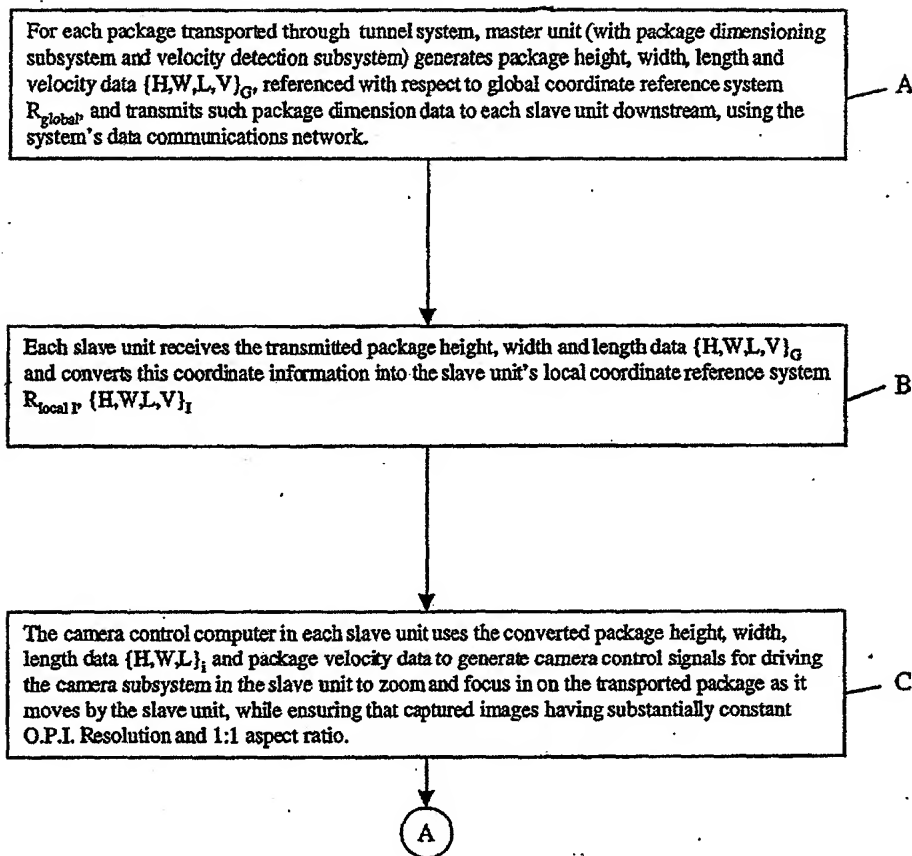 For each package transported through tunnel system, master unit (with package dimensioning
subsystem and velocity detection subsystem) generates package height, width, length and
velocity data {H,W,L,V}G, referenced with respect to global coordinate reference system
Rglobal, and transmits such package dimension data to each slave unit downstream, using the
system's data communications network.
A
Each slave unit receives the transmitted package height, width and length data {H,W,L,V}G
and converts this coordinate information into the slave unit's local coordinate reference system
Rlocal I, {H,W,L,V}I
B
The camera control computer in each slave unit uses the converted package height, width,
length data {H,W,L}i and package velocity data to generate camera control signals for driving
the camera subsystem in the slave unit to zoom and focus in on the transported package as it
moves by the slave unit, while ensuring that captured images having substantially constant
O.P.I. Resolution and 1:1 aspect ratio.
C
A